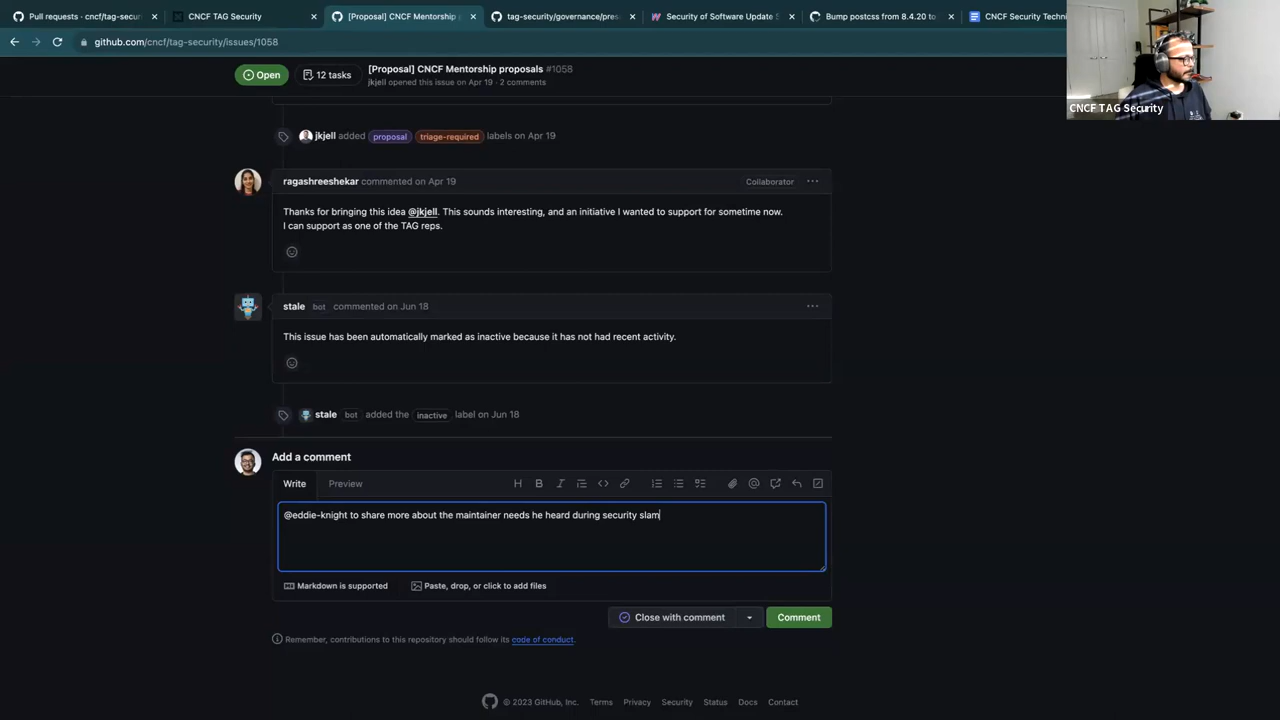 Pull requests · cncf/tag-secur
CNCF TAG Security
[Proposal] CNCF Mentorship
tag-security/governance/pres
Security of Software Update S
Bump postcss from 8.4.20 to
CNCF Security Techni
github.com/cncf/tag-security/issues/1058
CNCF TAG Security
Open
12 tasks
[Proposal] CNCF Mentorship proposals #1058
jkjell opened this issue on Apr 19 · 2 comments
jkjell added proposal triage-required labels on Apr 19
ragashreeshekar commented on Apr 19
Collaborator
Thanks for bringing this idea @jkjell. This sounds interesting, and an initiative I wanted to support for sometime now.
I can support as one of the TAG reps.
stale bot commented on Jun 18
This issue has been automatically marked as inactive because it has not had recent activity.
stale bot added the inactive label on Jun 18
Add a comment
Write
Preview
@eddie-knight to share more about the maintainer needs he heard during security slam
Markdown is supported
Paste, drop, or click to add files
Close with comment
Comment
Remember, contributions to this repository should follow its code of conduct.
© 2023 GitHub, Inc.
Terms
Privacy
Security
Status
Docs
Contact